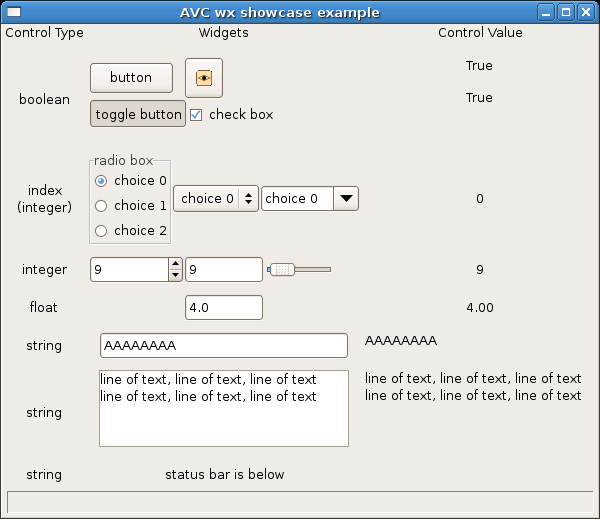 AVC wx showcase example
Control Type Widgets Control Value
boolean
button
True
toggle button check box
True
index
(integer)
radio box
choice 0
choice 1
choice 2
choice 0 choice 0
0
integer 9 9 9
float 4.0 4.00
string AAAAAAAA AAAAAAAA
string
line of text, line of text, line of text
line of text, line of text, line of text
line of text, line of text, line of text
line of text, line of text, line of text
string status bar is below